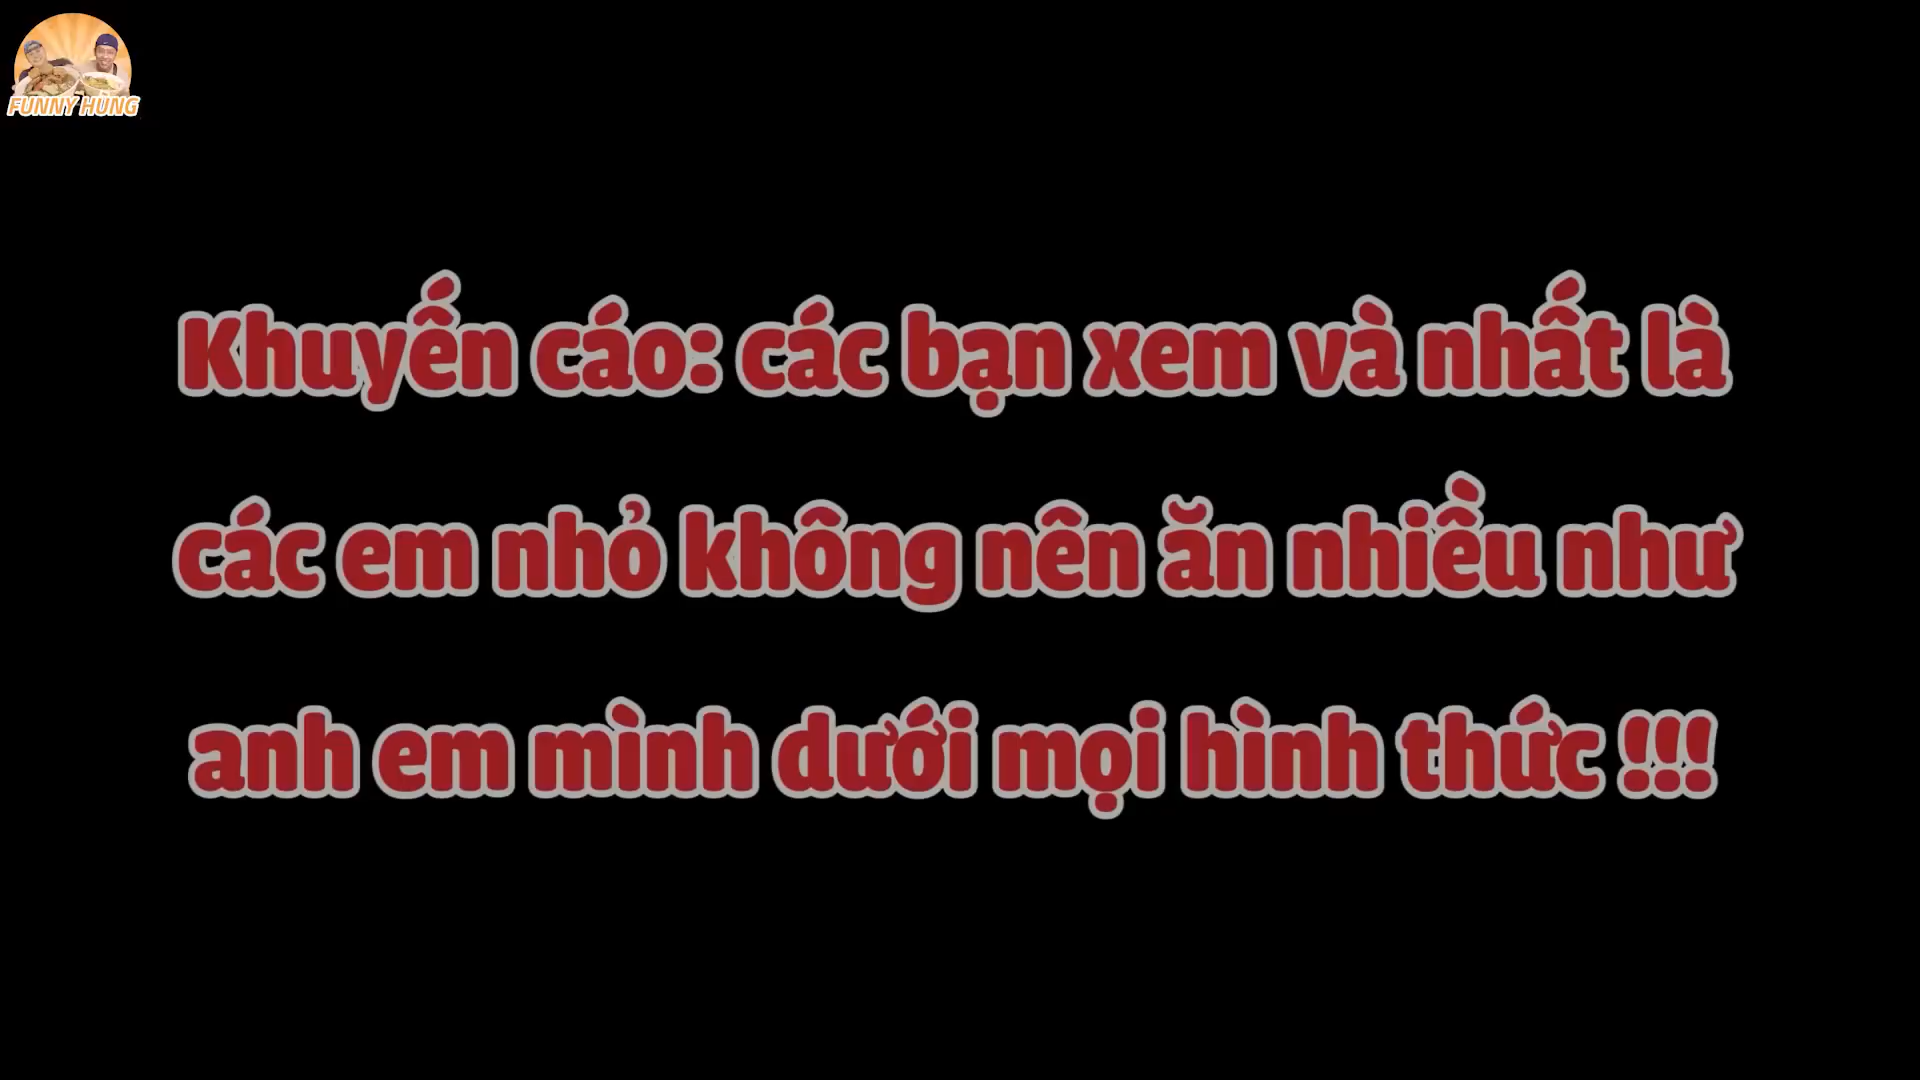 FUNNY HÙNG
Khuyến cáo: các bạn xem và nhất là
các em nhỏ không nên ăn nhiều như
anh em mình dưới mọi hình thức !!!